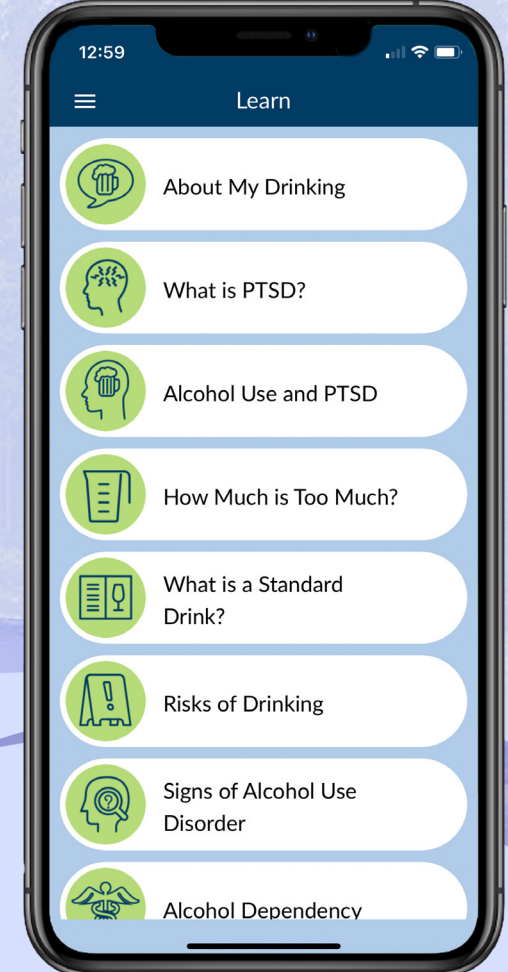 12:59
Learn
About My Drinking
What is PTSD?
Alcohol Use and PTSD
How Much is Too Much?
What is a Standard
Drink?
Risks of Drinking
Signs of Alcohol Use
Disorder
Alcohol Dependency